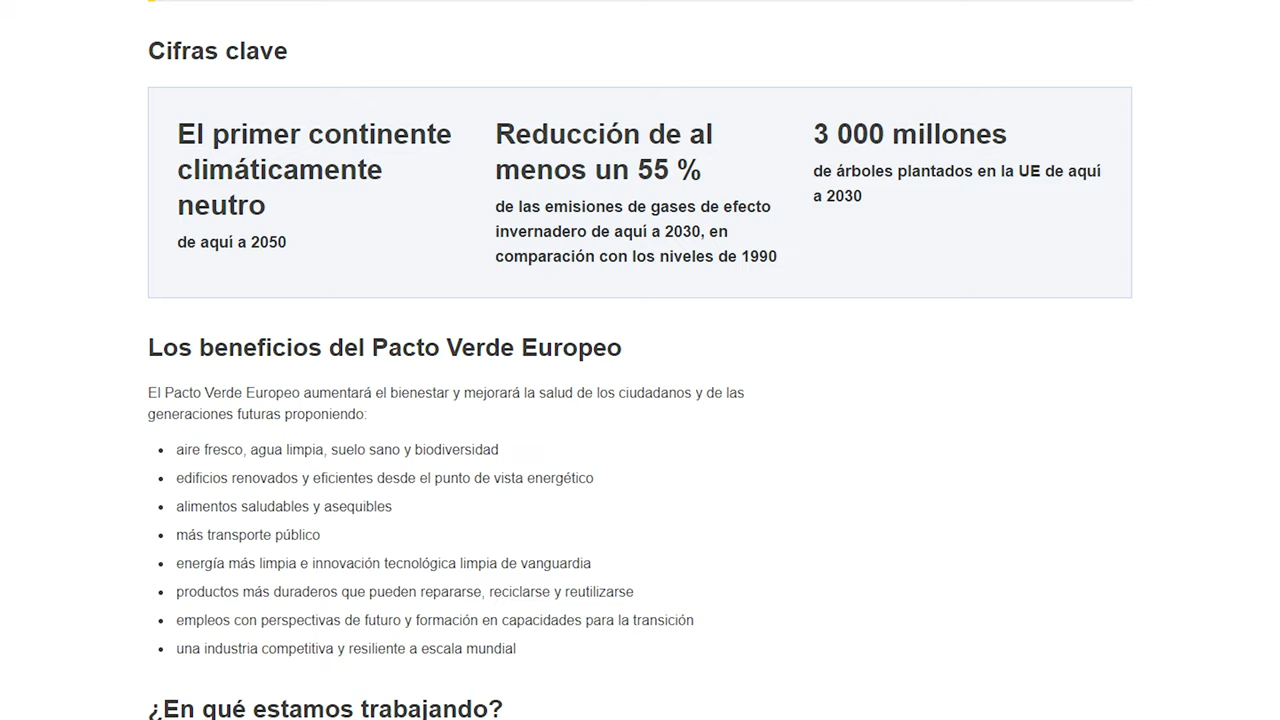 Cifras clave
El primer continente
climáticamente
neutro
de aquí a 2050
Reducción de al
menos un 55 %
de las emisiones de gases de efecto
invernadero de aquí a 2030, en
comparación con los niveles de 1990
3 000 millones
de árboles plantados en la UE de aquí
a 2030
Los beneficios del Pacto Verde Europeo
El Pacto Verde Europeo aumentará el bienestar y mejorará la salud de los ciudadanos y de las
generaciones futuras proponiendo:
• aire fresco, agua limpia, suelo sano y biodiversidad
• edificios renovados y eficientes desde el punto de vista energético
• alimentos saludables y asequibles
• más transporte público
• energía más limpia e innovación tecnológica limpia de vanguardia
• productos más duraderos que pueden repararse, reciclarse y reutilizarse
• empleos con perspectivas de futuro y formación en capacidades para la transición
• una industria competitiva y resiliente a escala mundial
¿En qué estamos trabajando?